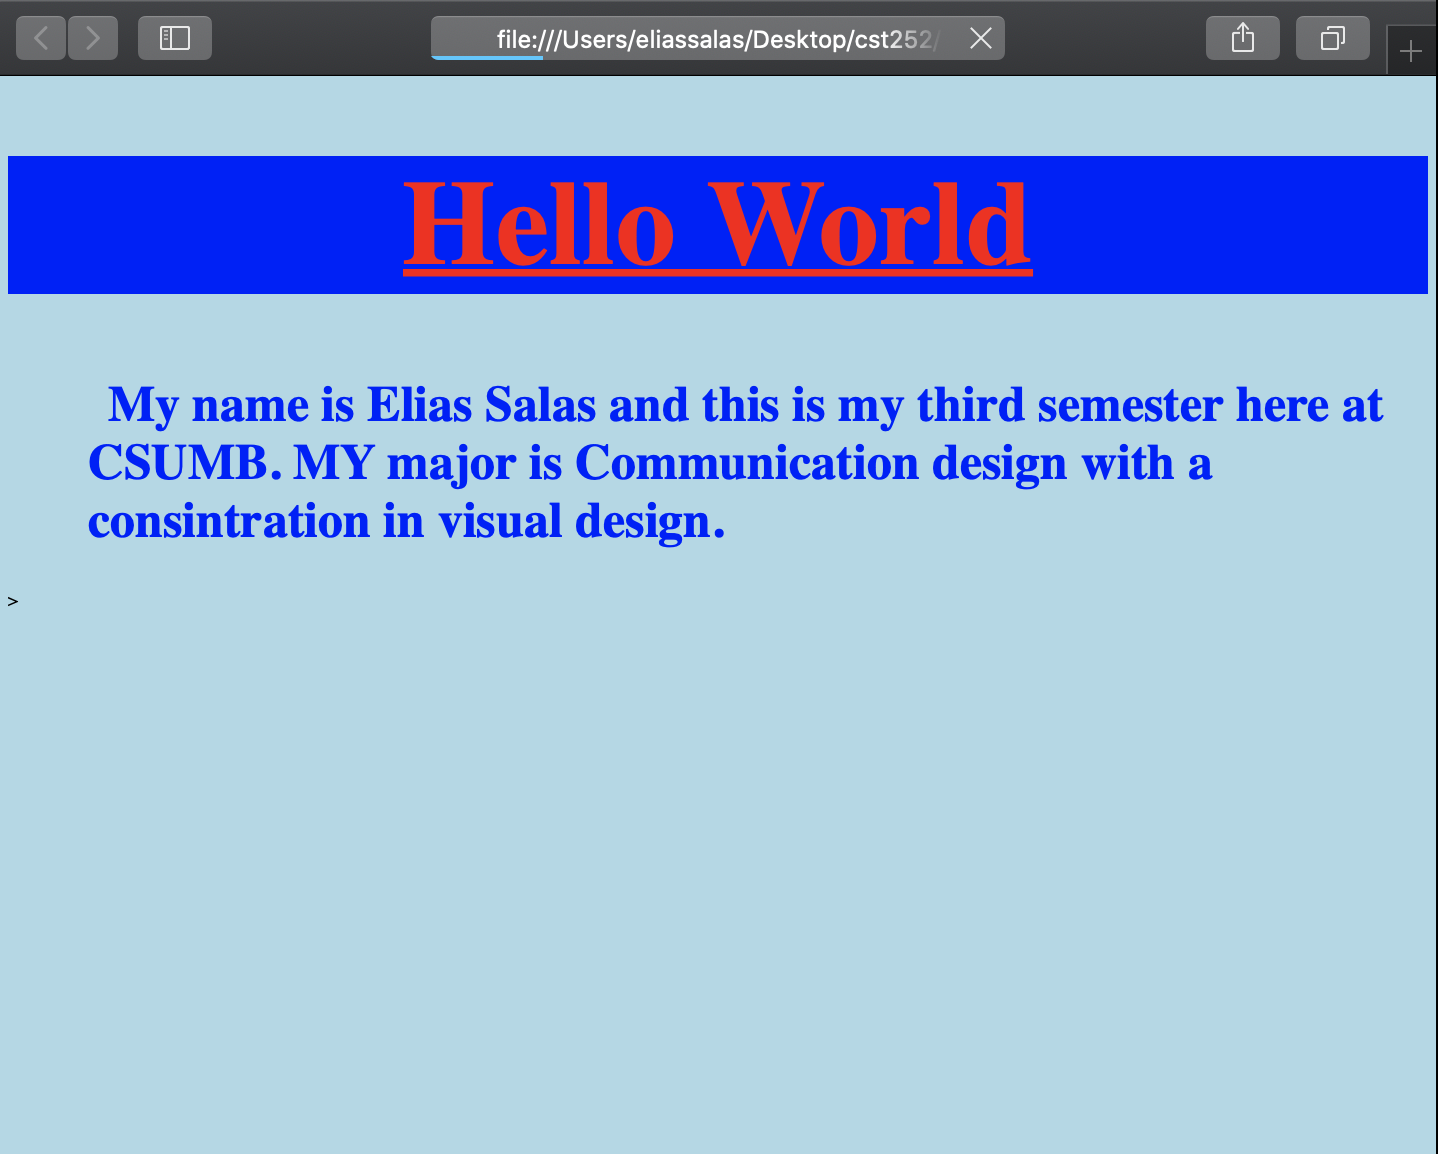 file:///Users/eliassalas/Desktop/cst252/
Hello World
My name is Elias Salas and this is my third semester here at
CSUMB. MY major is Communication design with a
consintration in visual design.
>